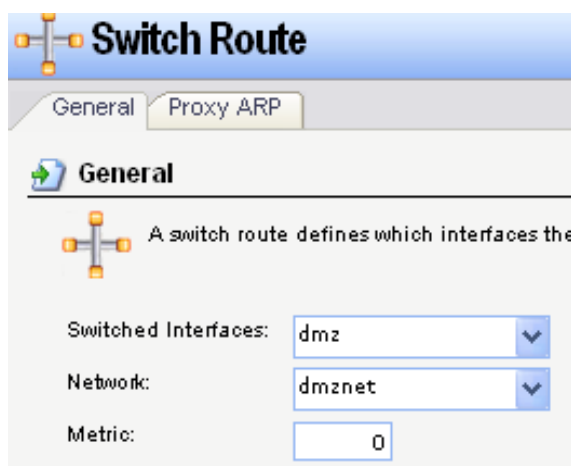 Switch Route
General Proxy ARP
General
A switch route defines which interfaces the
Switched Interfaces: dmz
Network: dmznet
Metric: 0